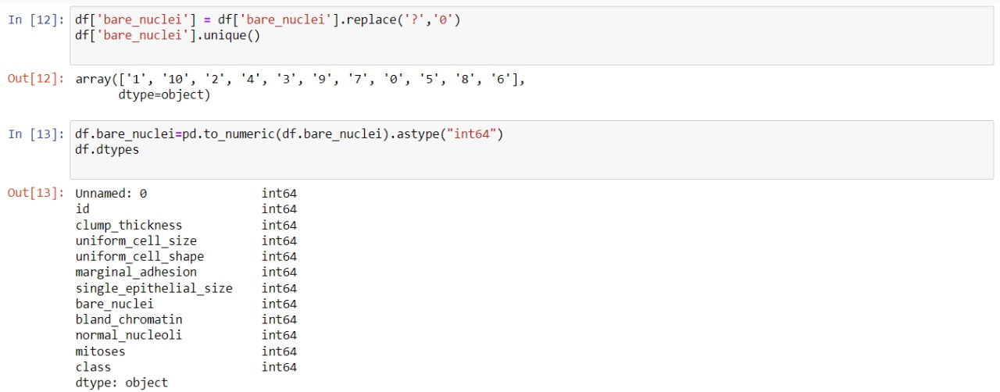 In [12]: df['bare_nuclei'] = df['bare_nuclei'].replace('?','0')
df['bare_nuclei'].unique()
Out[12]: array(['1', '10', '2', '4', '3', '9', '7', '0', '5', '8', '6'],
dtype=object)
In [13]: df.bare_nuclei=pd.to_numeric(df.bare_nuclei).astype("int64")
df.dtypes
Out[13]: Unnamed: 0 int64
id int64
clump_thickness int64
uniform_cell_size int64
uniform_cell_shape int64
marginal_adhesion int64
single_epithelial_size int64
bare_nuclei int64
bland_chromatin int64
normal_nucleoli int64
mitoses int64
class int64
dtype: object